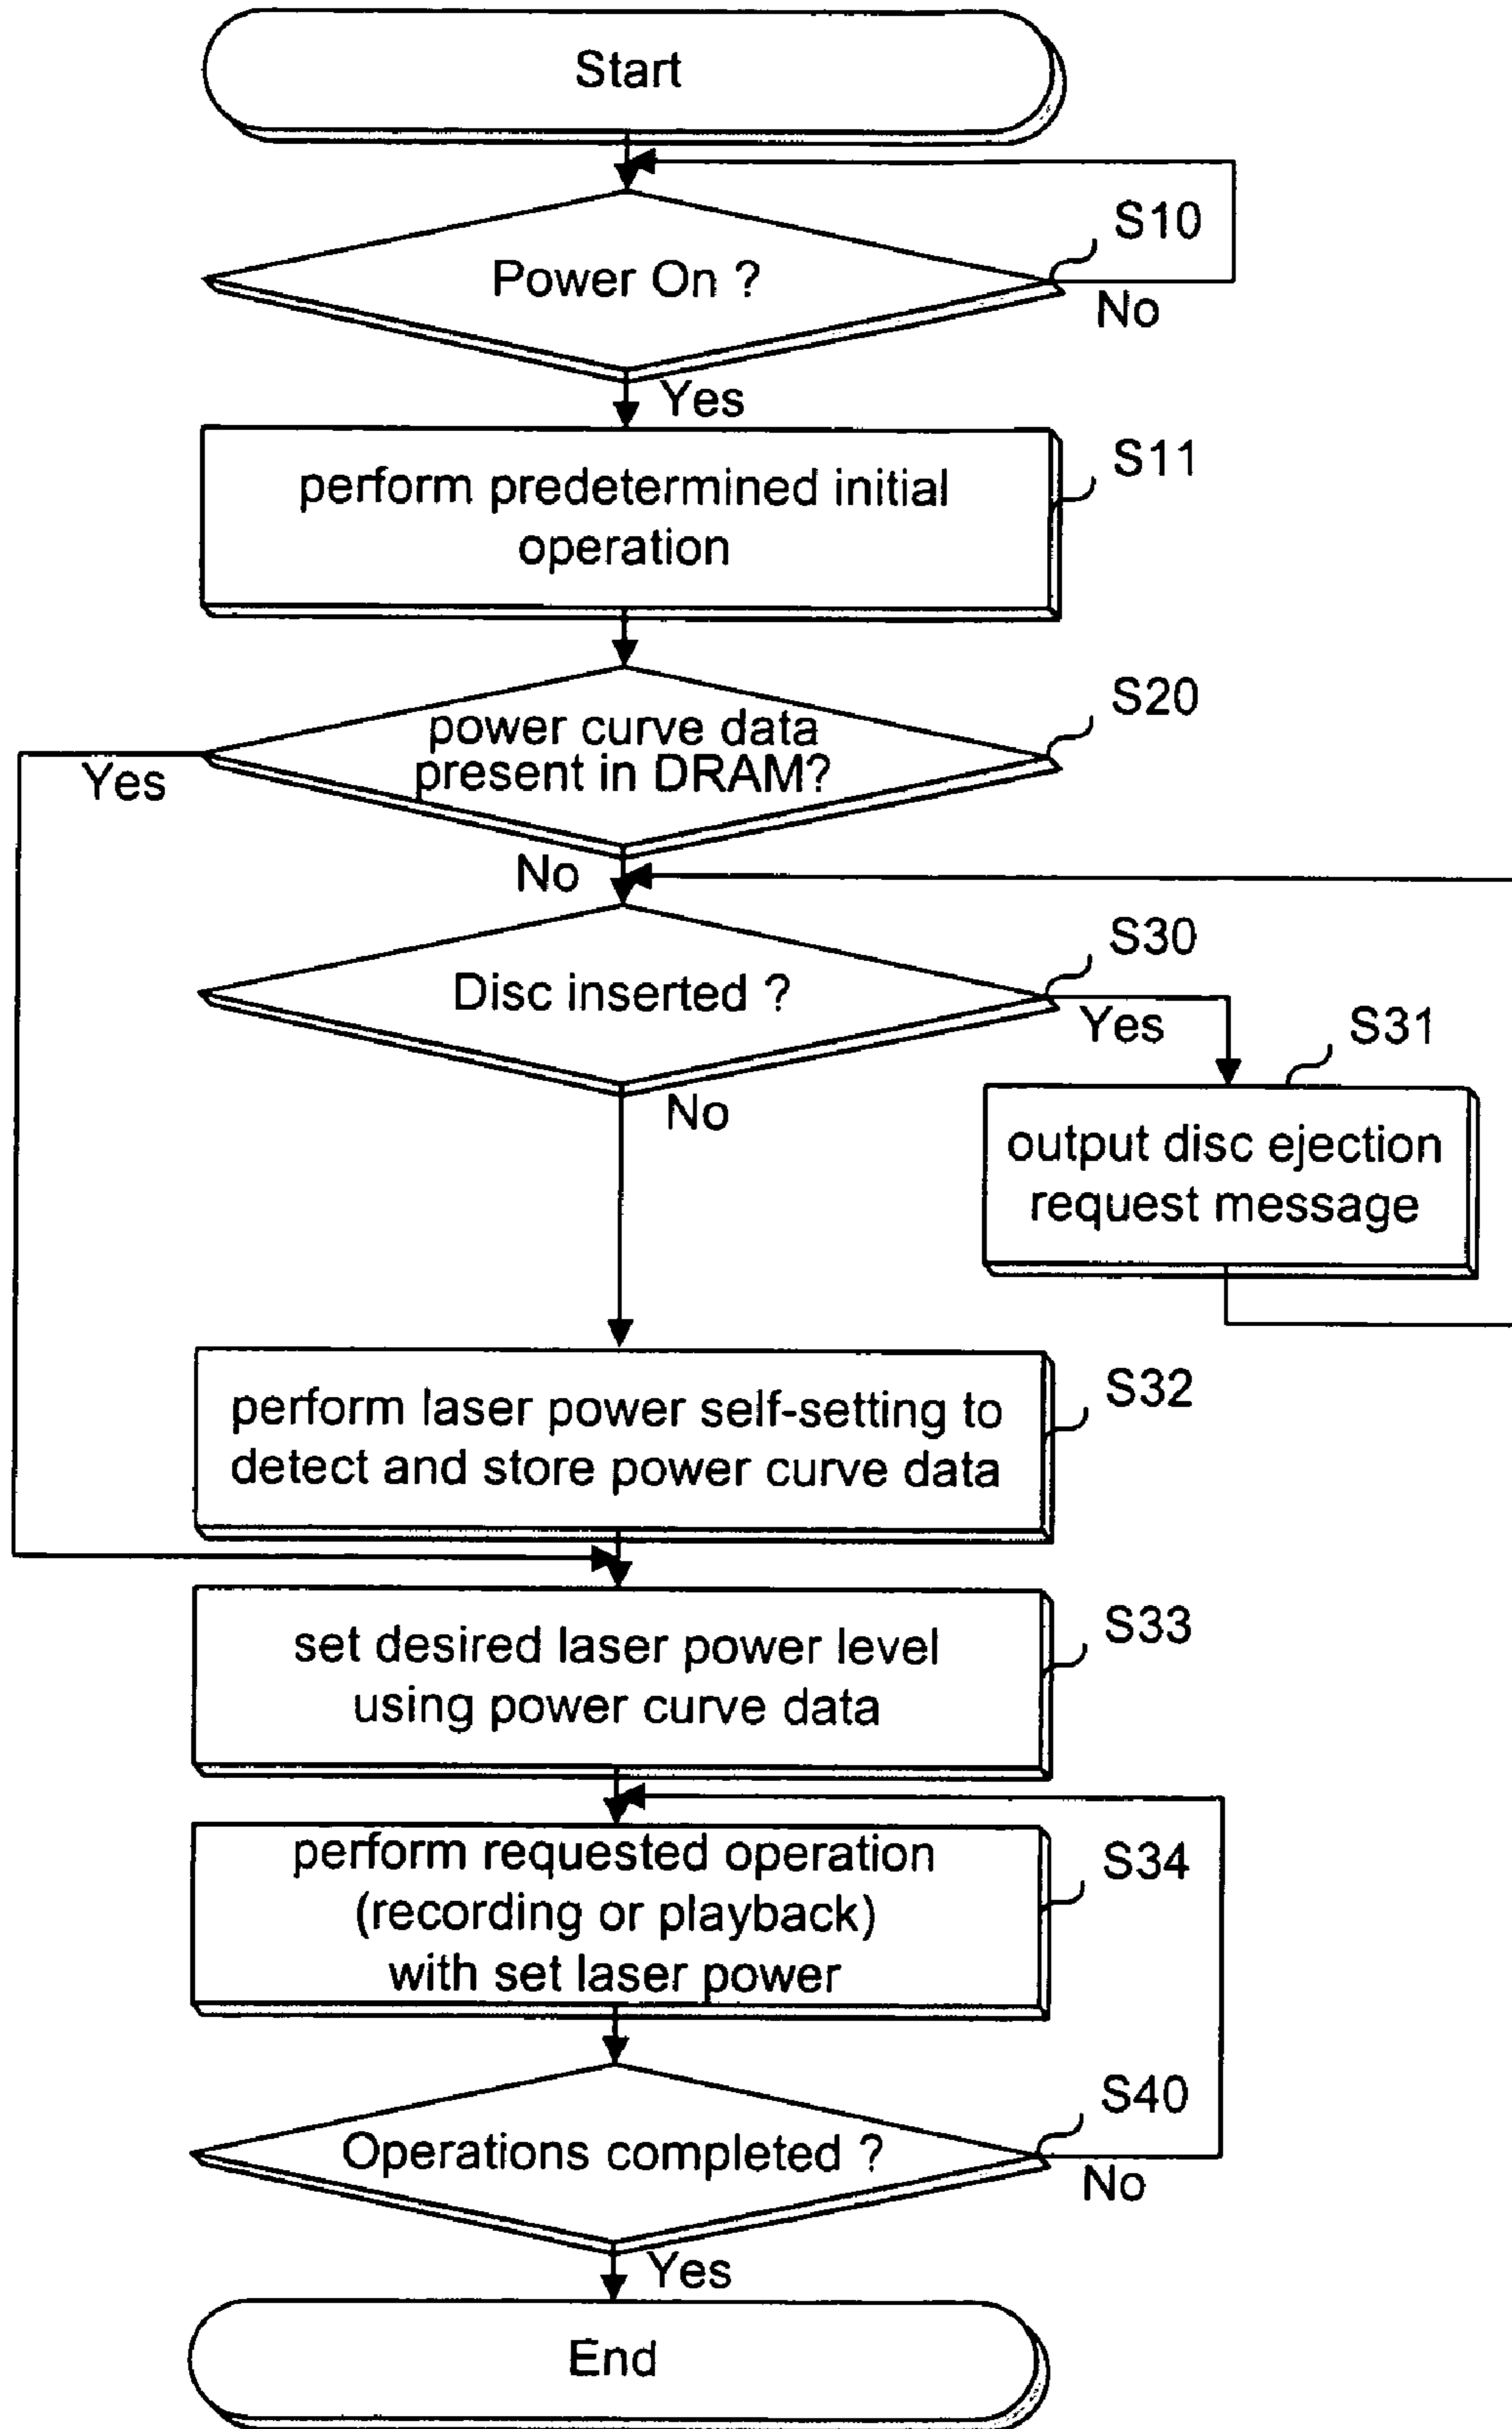 Start
S10
Power On ?
No
Yes
S11
perform predetermined initial
operation
S20
power curve data
present in DRAM?
Yes
No
S30
Disc inserted ?
Yes
S31
No
output disc ejection
request message
S32
perform laser power self-setting to
detect and store power curve data
S33
set desired laser power level
using power curve data
perform requested operation
S34
(recording or playback)
with set laser power
S40
Operations completed ?
No
Yes
End